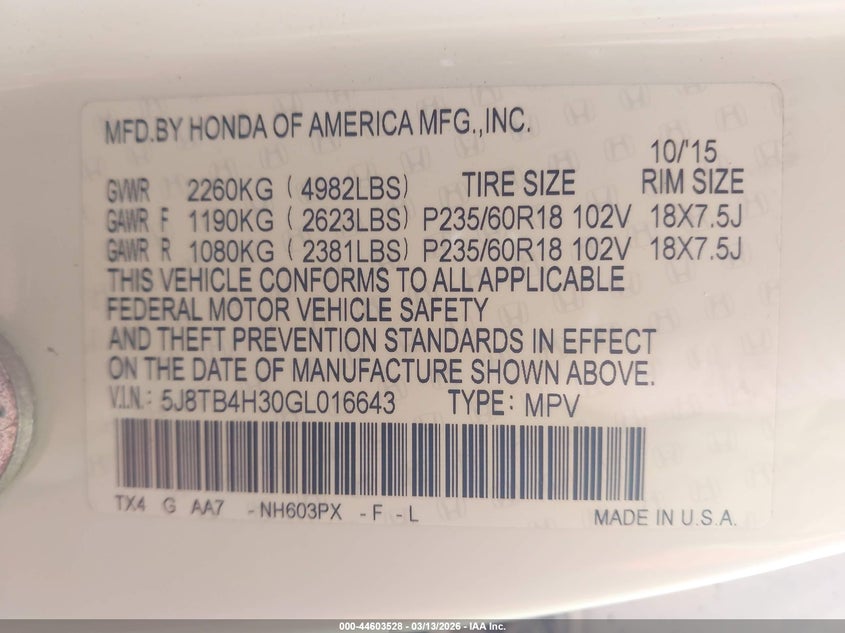 MFD.BY HONDA OF AMERICA MFG.,INC.
10/'15
GVWR 2260KG ( 4982LBS) TIRE SIZE RIM SIZE
GAWR F 1190KG ( 2623LBS) P235/60R18 102V 18X7.5J
GAWR R 1080KG ( 2381LBS) P235/60R18 102V 18X7.5J
THIS VEHICLE CONFORMS TO ALL APPLICABLE
FEDERAL MOTOR VEHICLE SAFETY
AND THEFT PREVENTION STANDARDS IN EFFECT
ON THE DATE OF MANUFACTURE SHOWN ABOVE.
V.I.N.: 5J8TB4H30GL016643 TYPE: MPV
TX4 G AA7 -NH603PX -F -L
MADE IN U.S.A.
000-44603528 - 03/13/2026 - IAA Inc.